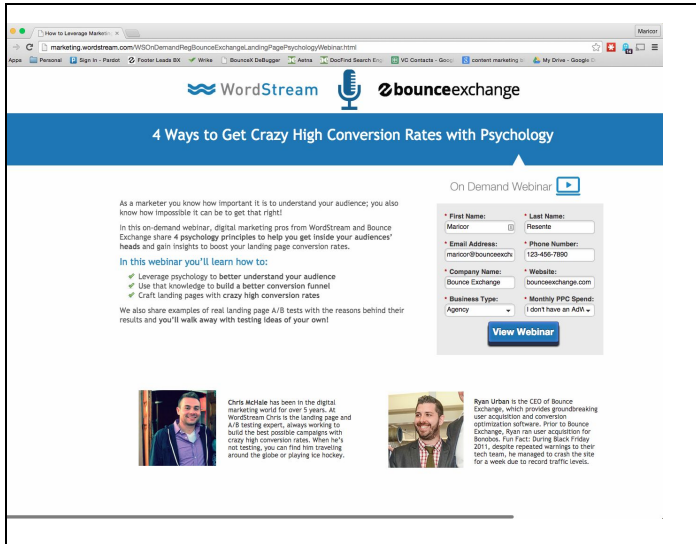 How to Leverage Marketing
Maricor
marketing.wordstream.com/WSOnDemandRegBounceExchangeLandingPagePsychologyWebinar.html
Apps Personal Sign In - Pardot Footer Leads BX Wrike BounceX DeBugger Aetna DocFind Search Eng VC Contacts - Goog content marketing My Drive - Google D
WordStream bounceexchange
4 Ways to Get Crazy High Conversion Rates with Psychology
On Demand Webinar
As a marketer you know how important it is to understand your audience; you also
know how impossible it can be to get that right!
In this on-demand webinar, digital marketing pros from WordStream and Bounce
Exchange share 4 psychology principles to help you get inside your audiences'
heads and gain insights to boost your landing page conversion rates.
In this webinar you'll learn how to:
Leverage psychology to better understand your audience
Use that knowledge to build a better conversion funnel
Craft landing pages with crazy high conversion rates
We also share examples of real landing page A/B tests with the reasons behind their
results and you'll walk away with testing ideas of your own!
* First Name: * Last Name:
Maricor Resente
* Email Address: * Phone Number:
maricor@bounceexch 123-456-7890
* Company Name: * Website:
Bounce Exchange bounceexchange.com
* Business Type: * Monthly PPC Spend:
Agency I don't have an AdW
View Webinar
Chris McHale has been in the digital
marketing world for over 5 years. At
WordStream Chris is the landing page and
A/B testing expert, always working to
build the best possible campaigns with
crazy high conversion rates. When he's
not testing, you can find him traveling
around the globe or playing ice hockey.
Ryan Urban is the CEO of Bounce
Exchange, which provides groundbreaking
user acquisition and conversion
optimization software. Prior to Bounce
Exchange, Ryan ran user acquisition for
Bonobos. Fun Fact: During Black Friday
2011, despite repeated warnings to their
tech team, he managed to crash the site
for a week due to record traffic levels.